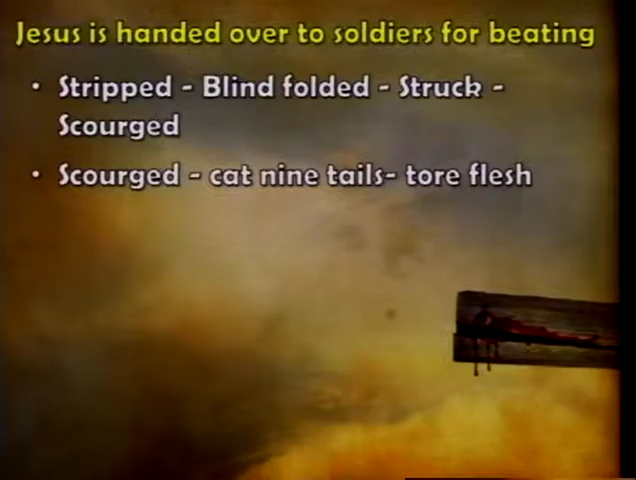 Jesus is handed over to soldiers for beating
• Stripped - Blind folded - Struck -
Scourged
• Scourged - cat nine tails- tore flesh